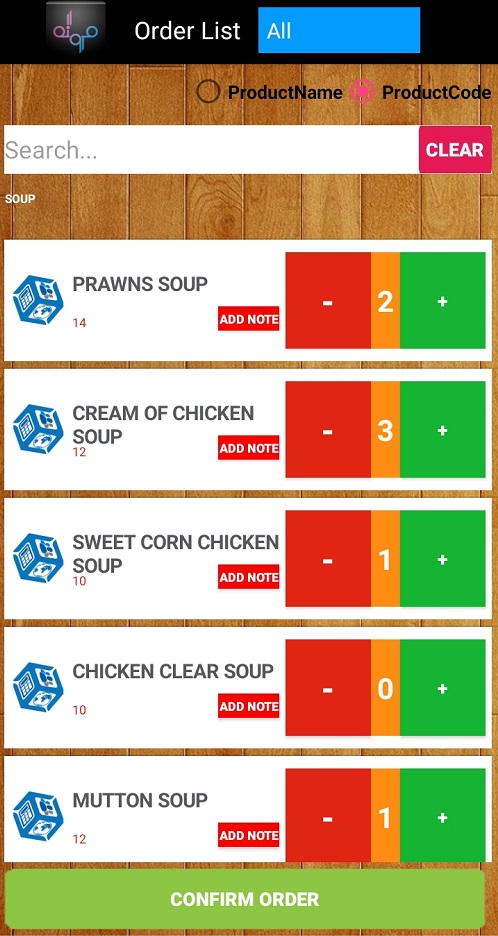 Order List
All
ProductName
ProductCode
Search...
CLEAR
SOUP
PRAWNS SOUP
14
ADD NOTE
-
2
+
CREAM OF CHICKEN
SOUP
12
ADD NOTE
-
3
+
SWEET CORN CHICKEN
SOUP
10
ADD NOTE
-
1
+
CHICKEN CLEAR SOUP
10
ADD NOTE
-
0
+
MUTTON SOUP
12
ADD NOTE
-
1
+
CONFIRM ORDER